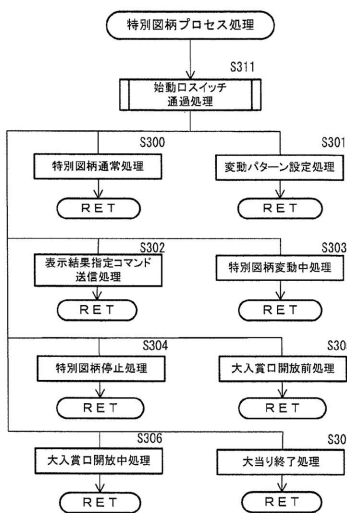 特別図柄プロセス処理
S311
始動口スイッチ
通過処理
S300
S301
特別図柄通常処理
変動パターン設定処理
RET
RET
S302
S303
表示結果指定コマンド
送信処理
特別図柄変動中処理
RET
RET
S304
S30
特別図柄停止処理
大入賞口開放前処理
RET
RET
S306
S30
大入賞口開放中処理
大当り終了処理
RET
RET